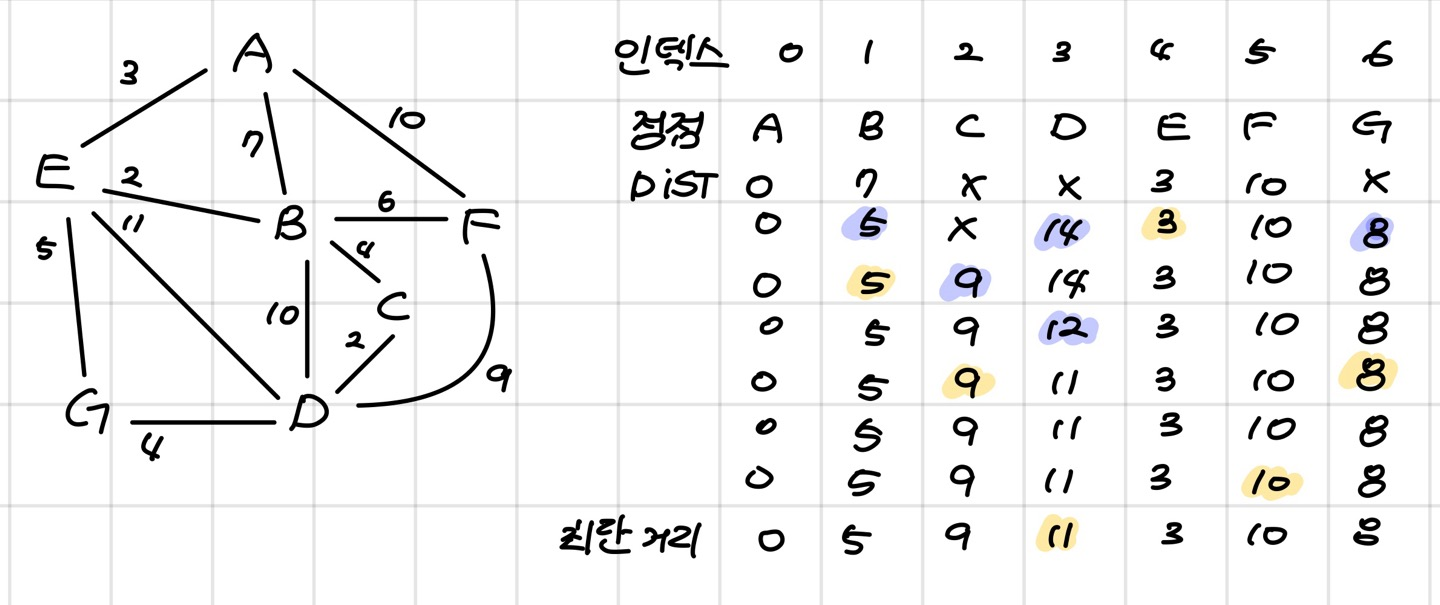 A
3
7
10
E
2
11
B
6
F
5
4
C
10
2
9
G
D
4
인덱스 0 1 2 3 4 5 6
정점 A B C D E F G
DiST 0 7 X X 3 10 X
0 5 X 14 3 10 8
0 5 9 14 3 10 8
0 5 9 12 3 10 8
0 5 9 11 3 10 8
0 5 9 11 3 10 8
0 5 9 11 3 10 8
최단 거리 0 5 9 11 3 10 8